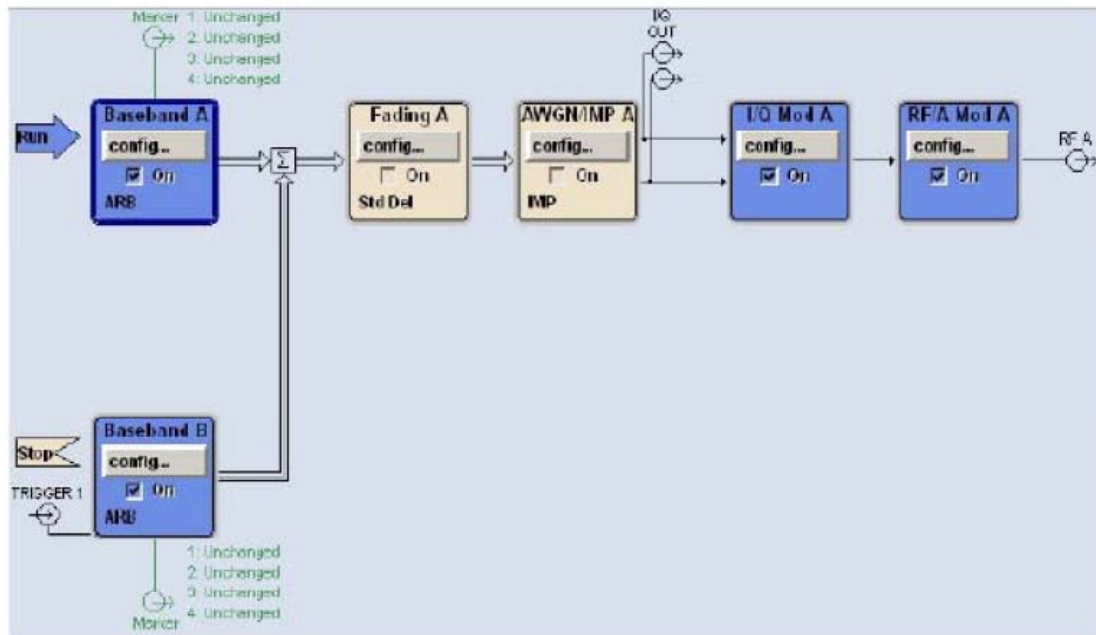 Marker 1: Unchanged
2: Unchanged
3: Unchanged
4: Unchanged
I/Q
OUT
Run
Baseband A
config...
On
ARB
Σ
Fading A
config...
On
Std Del
AWGN/IMP A
config...
On
IMP
I/Q Mod A
config...
On
RF/A Mod A
config...
On
RF A
Stop
TRIGGER 1
Baseband B
config...
On
ARB
1: Unchanged
2: Unchanged
3: Unchanged
4: Unchanged
Marker